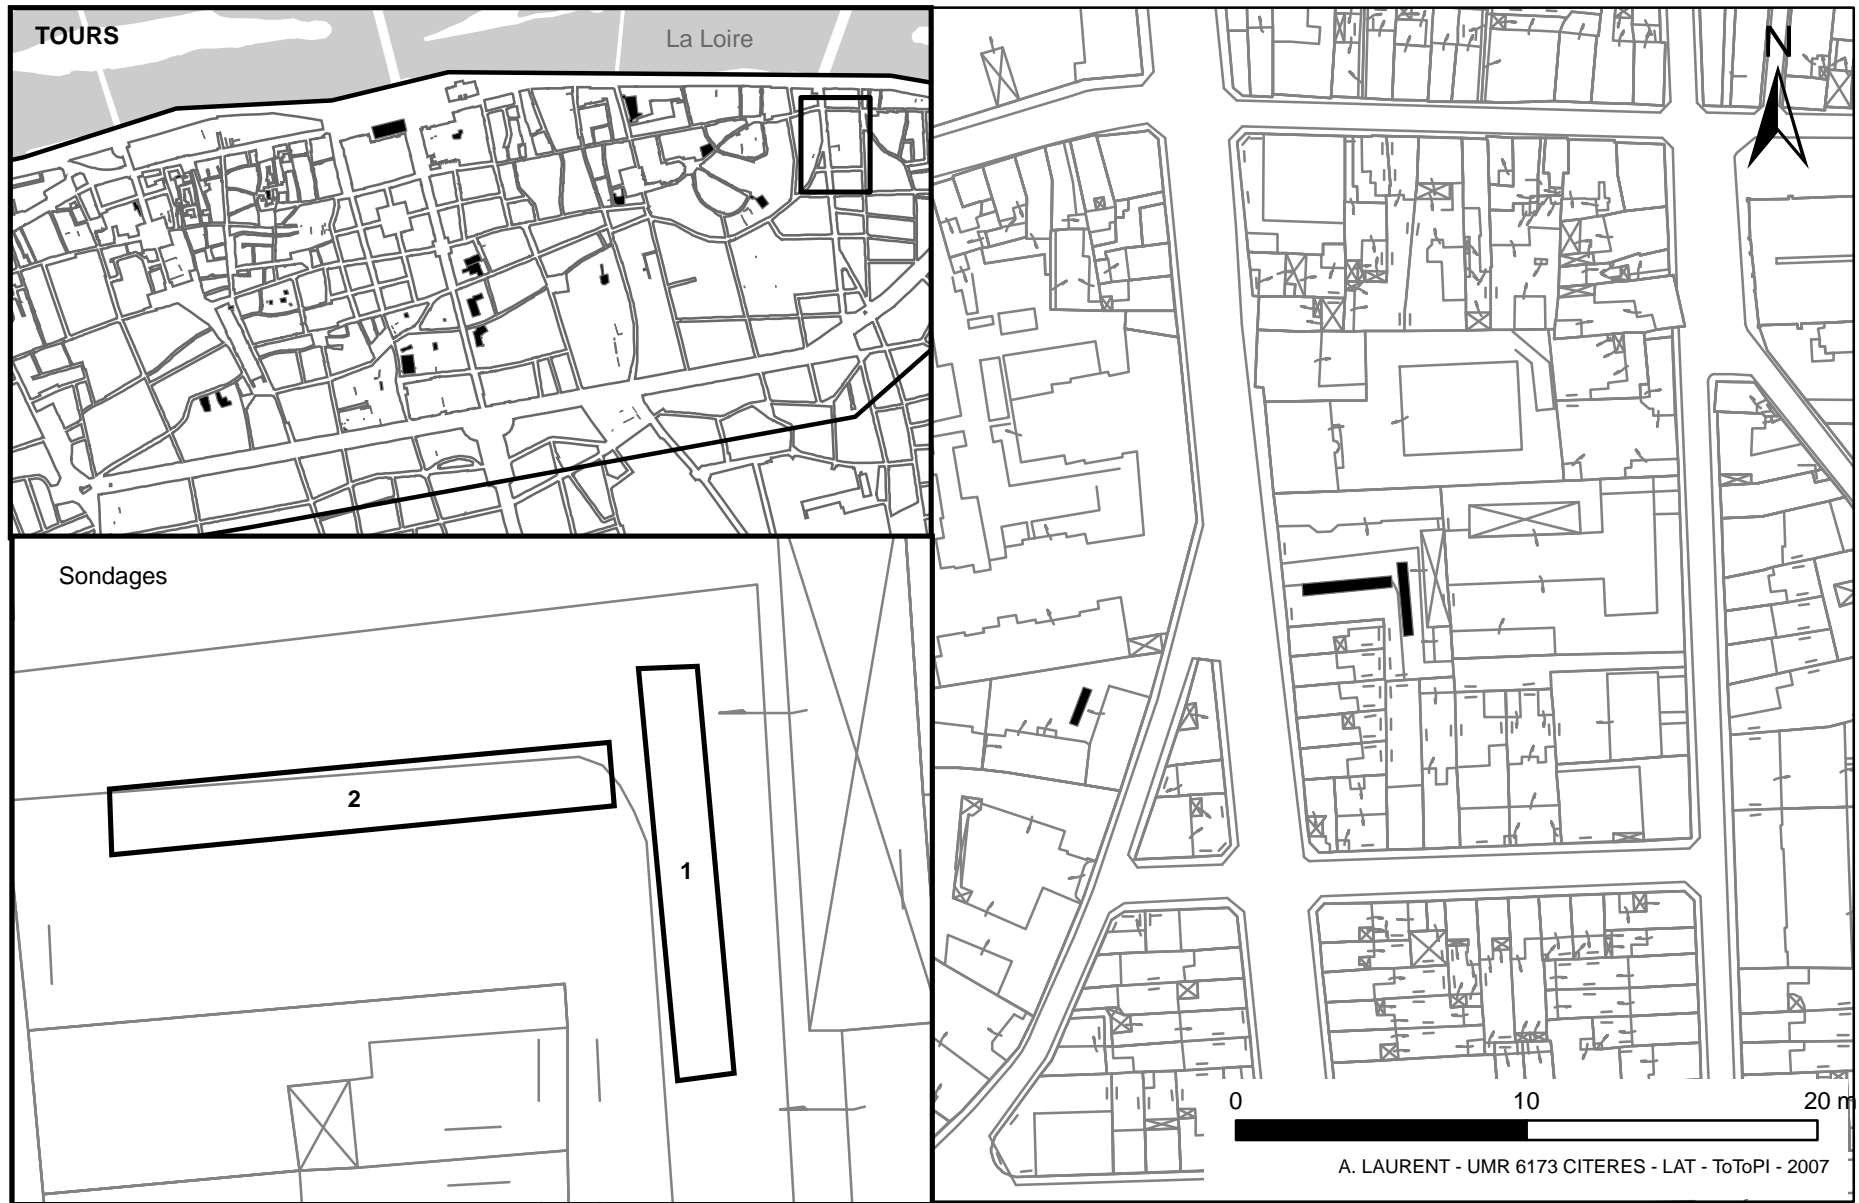 TOURS
La Loire
N
Sondages
2
1
0 10 20 m
A. LAURENT - UMR 6173 CITERES - LAT - ToToPI - 2007